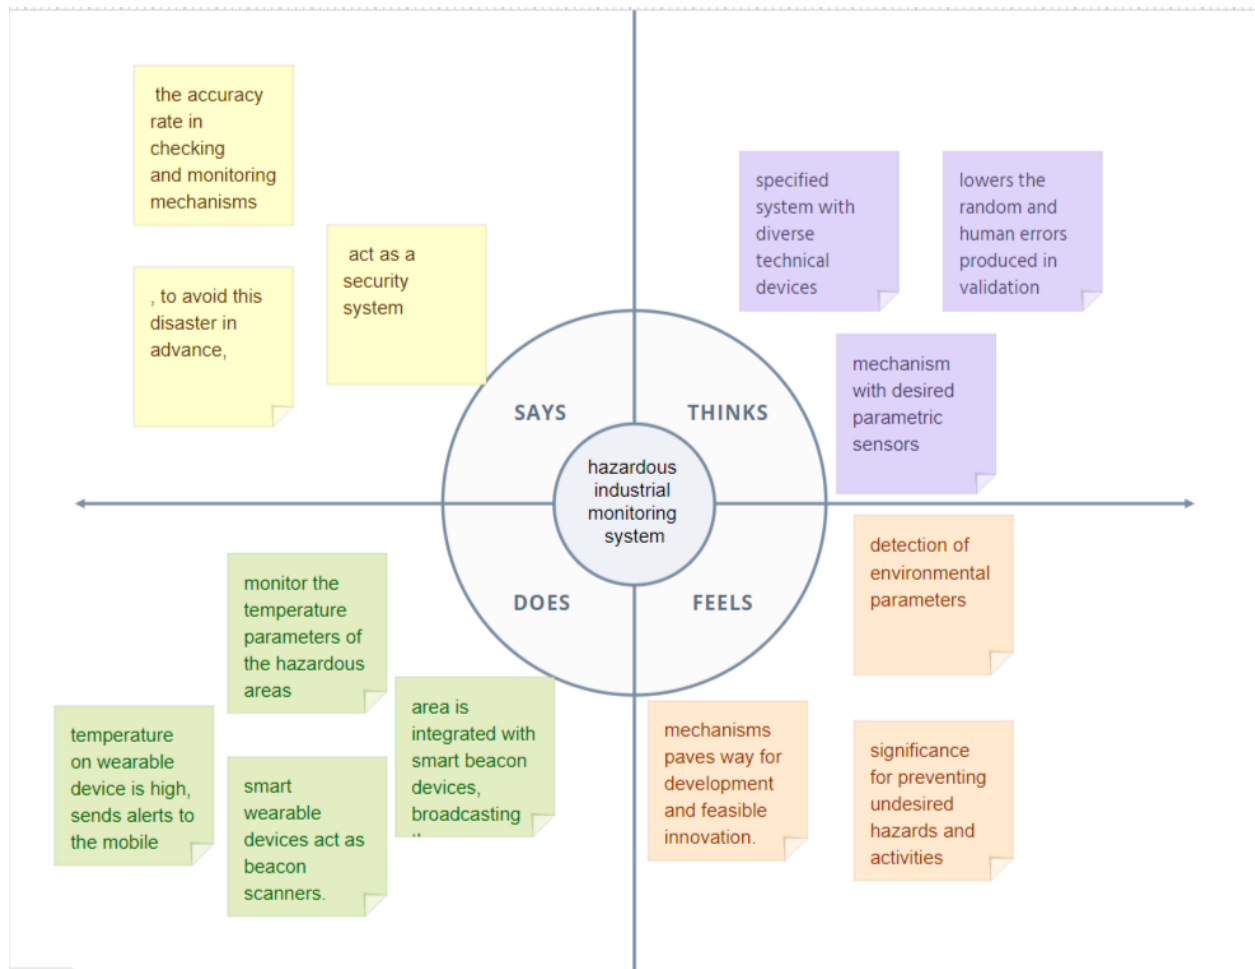 the accuracy
rate in
checking
and monitoring
mechanisms
act as a
security
system
, to avoid this
disaster in
advance,
specified
system with
diverse
technical
devices
lowers the
random and
human errors
produced in
validation
mechanism
with desired
parametric
sensors
SAYS
THINKS
hazardous
industrial
monitoring
system
DOES
FEELS
monitor the
temperature
parameters of
the hazardous
areas
temperature
on wearable
device is high,
sends alerts to
the mobile
smart
wearable
devices act as
beacon
scanners.
area is
integrated with
smart beacon
devices,
broadcasting
detection of
environmental
parameters
mechanisms
paves way for
development
and feasible
innovation.
significance
for preventing
undesired
hazards and
activities